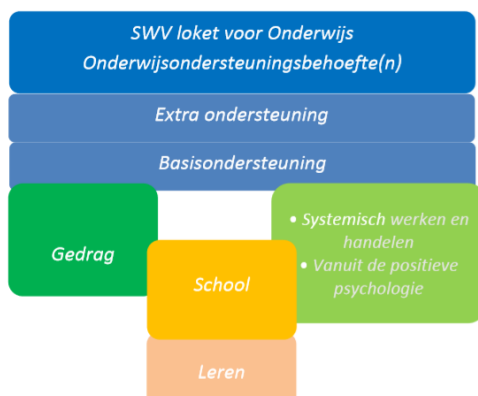 SWV loket voor Onderwijs
Onderwijsondersteuningsbehoefte(n)
Extra ondersteuning
Basisondersteuning
Gedrag
School
• Systemisch werken en
handelen
• Vanuit de positieve
psychologie
Leren